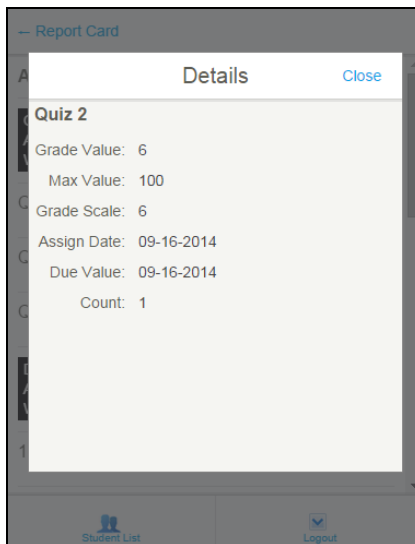 ← Report Card
Details
Close
Quiz 2
Grade Value: 6
Max Value: 100
Grade Scale: 6
Assign Date: 09-16-2014
Due Value: 09-16-2014
Count: 1
Student List
Logout